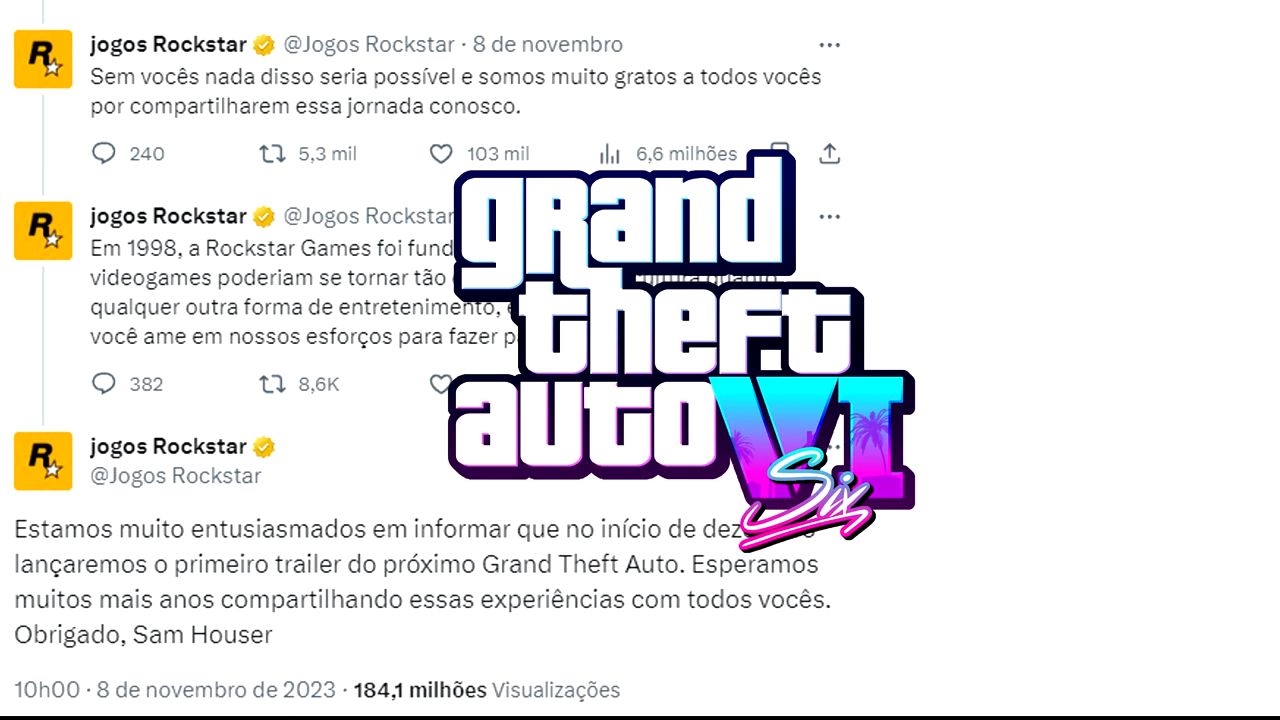 jogos Rockstar @Jogos Rockstar · 8 de novembro
Sem vocês nada disso seria possível e somos muito gratos a todos vocês
por compartilharem essa jornada conosco.
240 5,3 mil 103 mil 6,6 milhões
jogos Rockstar @Jogos Rockstar
Em 1998, a Rockstar Games foi
videogames poderiam se tornar tão
qualquer outra forma de entretenimento,
você ame em nossos esforços para fazer
382 8,6K
grand
theft
auto VI
Six
jogos Rockstar
@Jogos Rockstar
Estamos muito entusiasmados em informar que no início de
lançaremos o primeiro trailer do próximo Grand Theft Auto. Esperamos
muitos mais anos compartilhando essas experiências com todos vocês.
Obrigado, Sam Houser
10h00 · 8 de novembro de 2023 · 184,1 milhões Visualizações